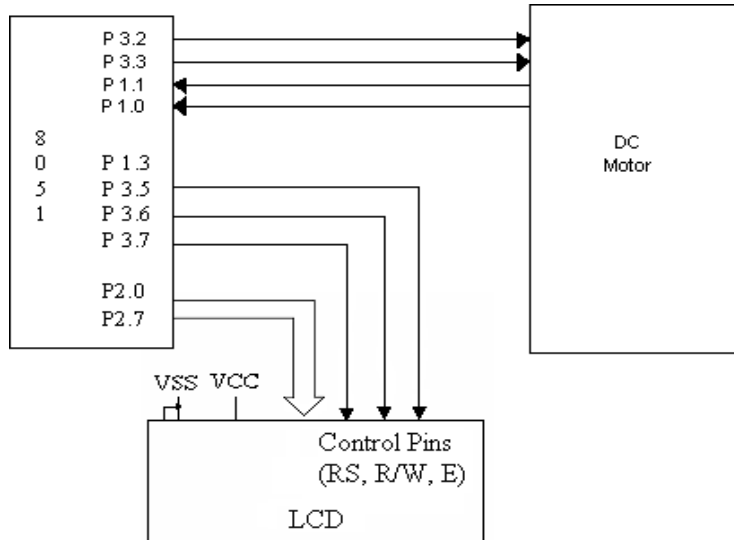 P 3.2
P 3.3
P 1.1
P 1.0
8
0
5
1
P 1.3
P 3.5
P 3.6
P 3.7
P2.0
P2.7
DC
Motor
VSS VCC
Control Pins
(RS, R/W, E)
LCD